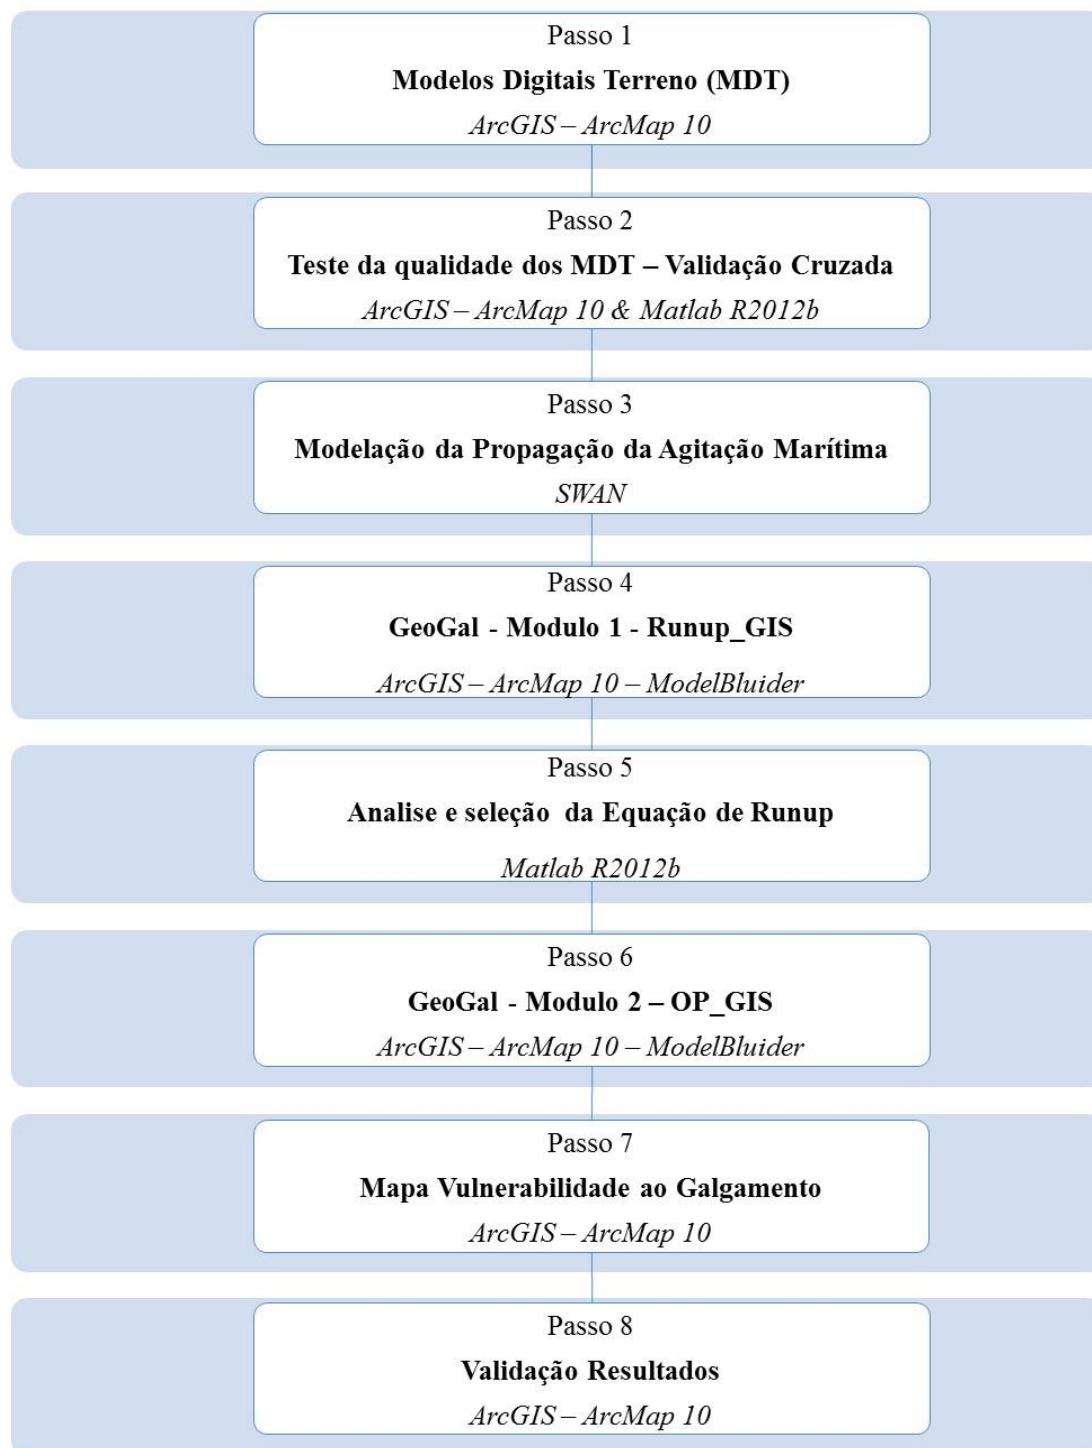 Passo 1
Modelos Digitais Terreno (MDT)
ArcGIS – ArcMap 10
Passo 2
Teste da qualidade dos MDT – Validação Cruzada
ArcGIS – ArcMap 10 & Matlab R2012b
Passo 3
Modelação da Propagação da Agitação Marítima
SWAN
Passo 4
GeoGal - Modulo 1 - Runup_GIS
ArcGIS – ArcMap 10 – ModelBluider
Passo 5
Analise e seleção da Equação de Runup
Matlab R2012b
Passo 6
GeoGal - Modulo 2 – OP_GIS
ArcGIS – ArcMap 10 – ModelBluider
Passo 7
Mapa Vulnerabilidade ao Galgamento
ArcGIS – ArcMap 10
Passo 8
Validação Resultados
ArcGIS – ArcMap 10